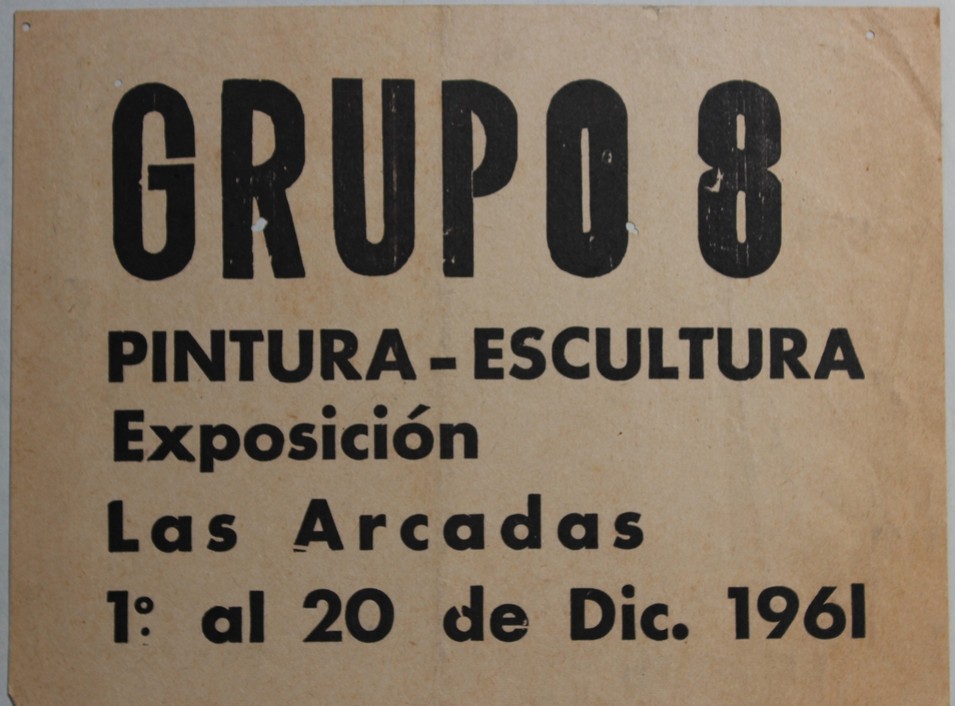 GRUPO 8
PINTURA - ESCULTURA
Exposición
Las Arcadas
1º al 20 de Dic. 1961